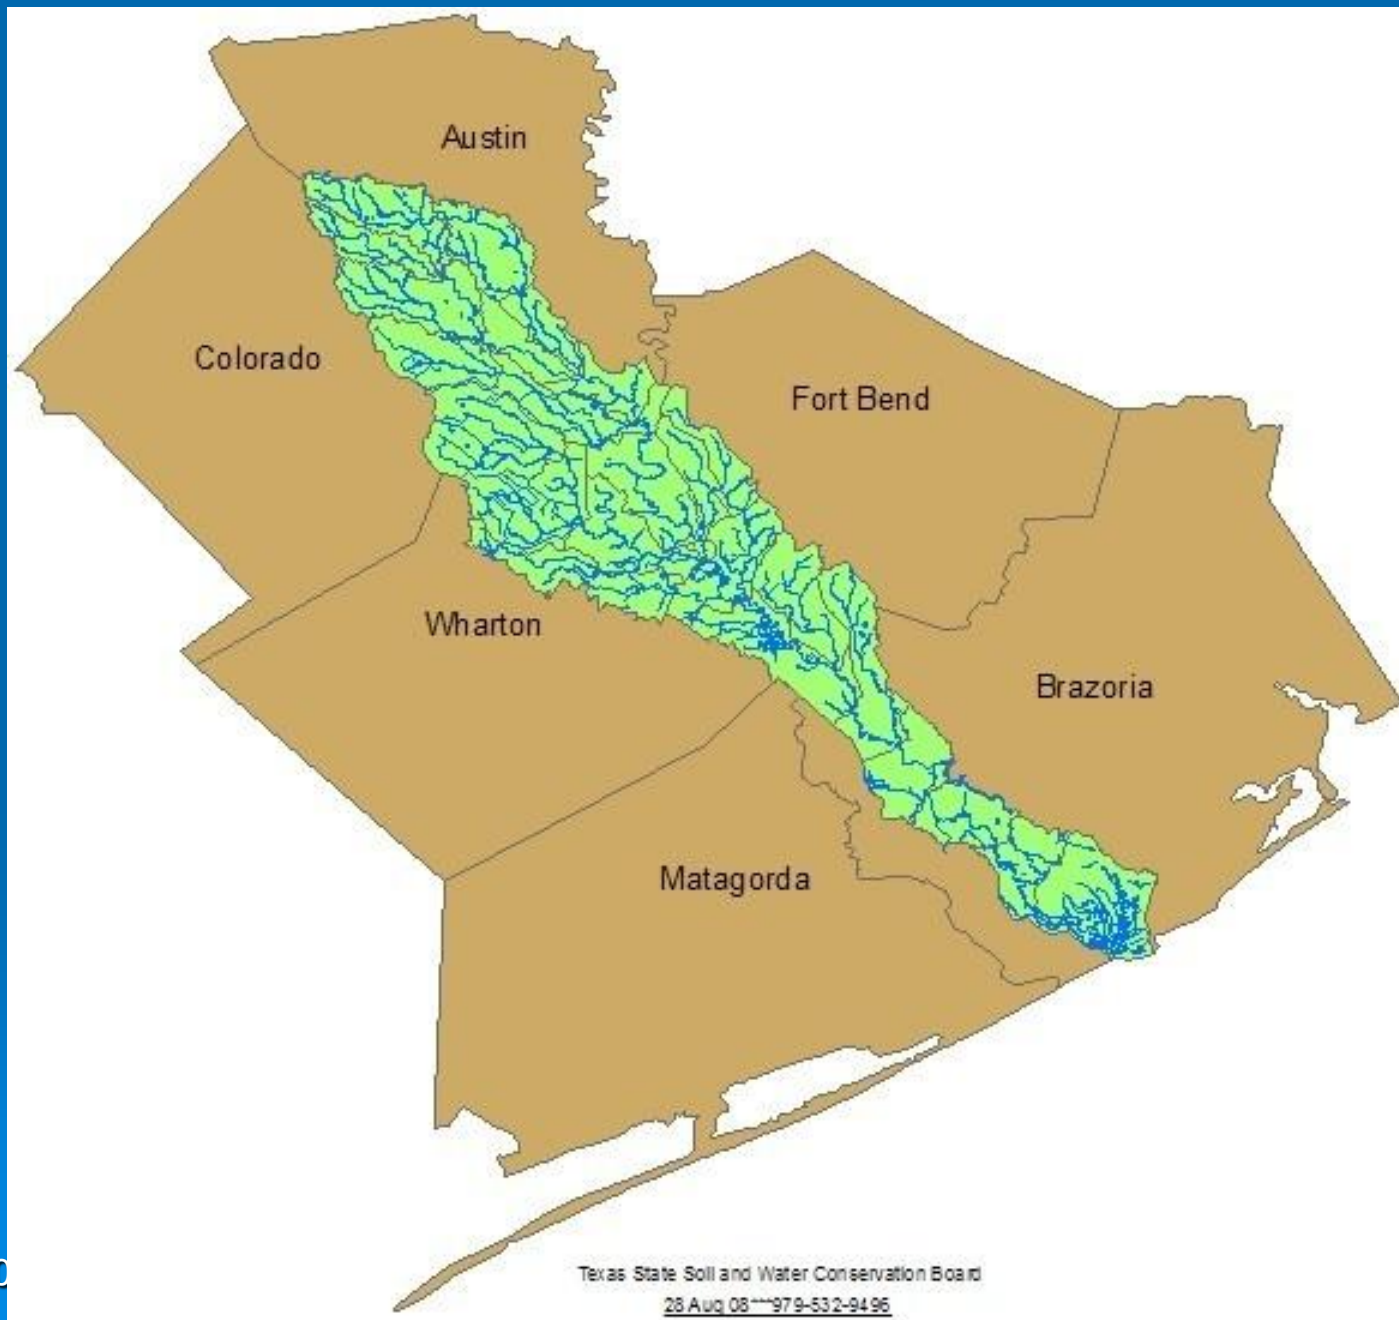 Austin
Colorado
Fort Bend
Wharton
Brazoria
Matagorda
Texas State Soil and Water Conservation Board
28 Aug 08***979-532-9496